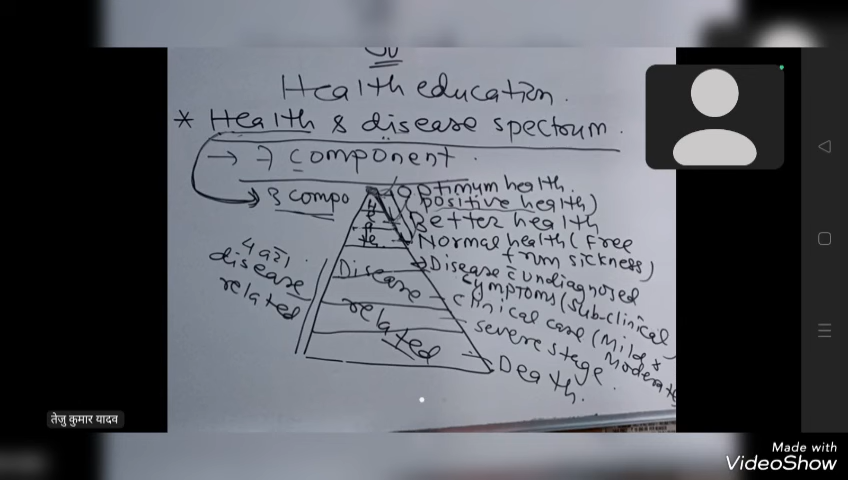 Health education.
* Health & disease spectrum.
→ 7 component.
→ 3 compo
Optimum health.
(positive health)
Better health
Normal health (Free
from sickness)
Disease c̄ undiagnosed
symptoms (sub-clinical)
clinical case (Mild &
Moderate
severe stage.
Death.
disease
related
Disease
related
तेजु कुमार यादव
Made with
VideoShow